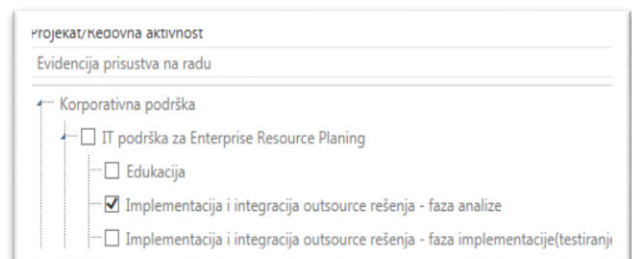 Projekat/Redovna aktivnost
Evidencija prisustva na radu
Korporativna podrška
IT podrška za Enterprise Resource Planing
Edukacija
Implementacija i integracija outsource rešenja - faza analize
Implementacija i integracija outsource rešenja - faza implementacije(testiranje